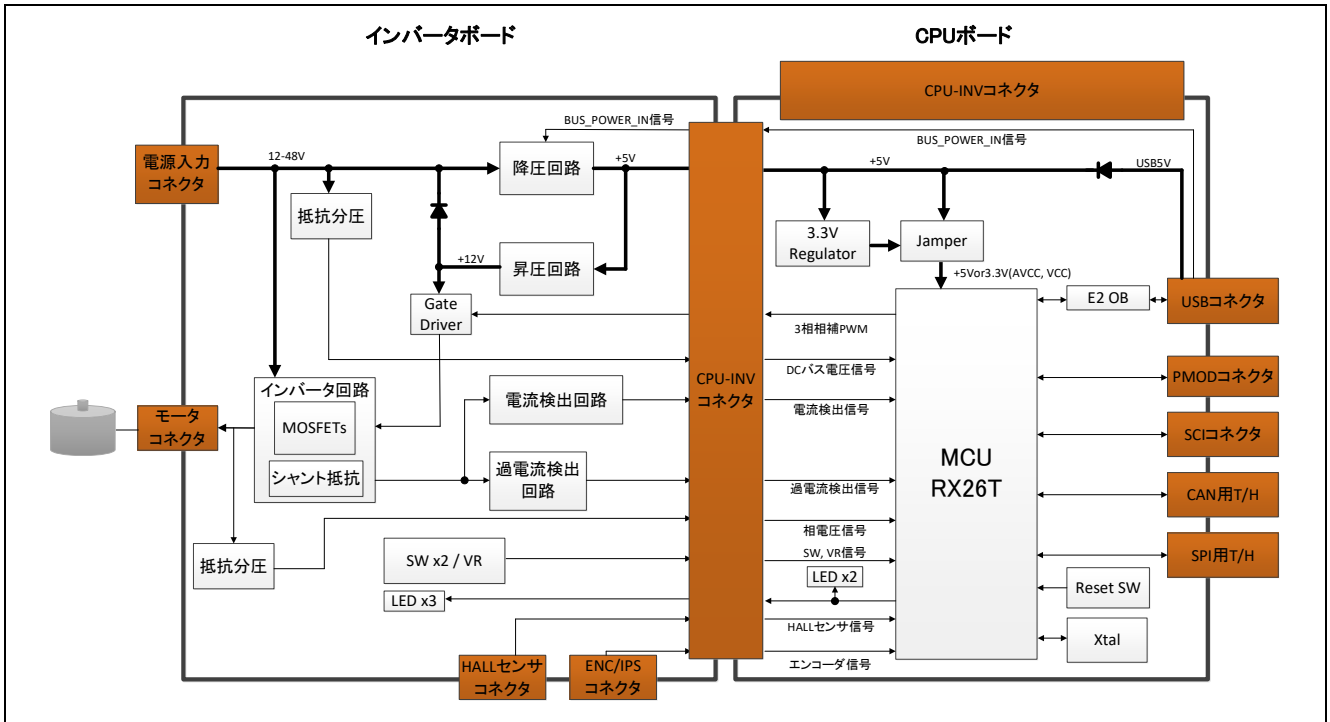 インバータボード
CPUボード
CPU-INVコネクタ
BUS_POWER_IN信号
BUS_POWER_IN信号
電源入力
コネクタ
12-48V
降圧回路
+5V
+5V
USB5V
抵抗分圧
3.3V
Regulator
Jamper
+12V
昇圧回路
+5Vor3.3V(AVCC, VCC)
Gate
Driver
E2 OB
USBコネクタ
3相相補PWM
CPU-INV
コネクタ
DCバス電圧信号
PMODコネクタ
インバータ回路
MOSFETs
シャント抵抗
電流検出回路
電流検出信号
モータ
コネクタ
SCIコネクタ
MCU
RX26T
過電流検出
回路
過電流検出信号
CAN用T/H
相電圧信号
抵抗分圧
SW x2 / VR
SW, VR信号
SPI用T/H
LED x2
LED x3
Reset SW
HALLセンサ信号
Xtal
HALLセンサ
コネクタ
ENC/IPS
コネクタ
エンコーダ信号